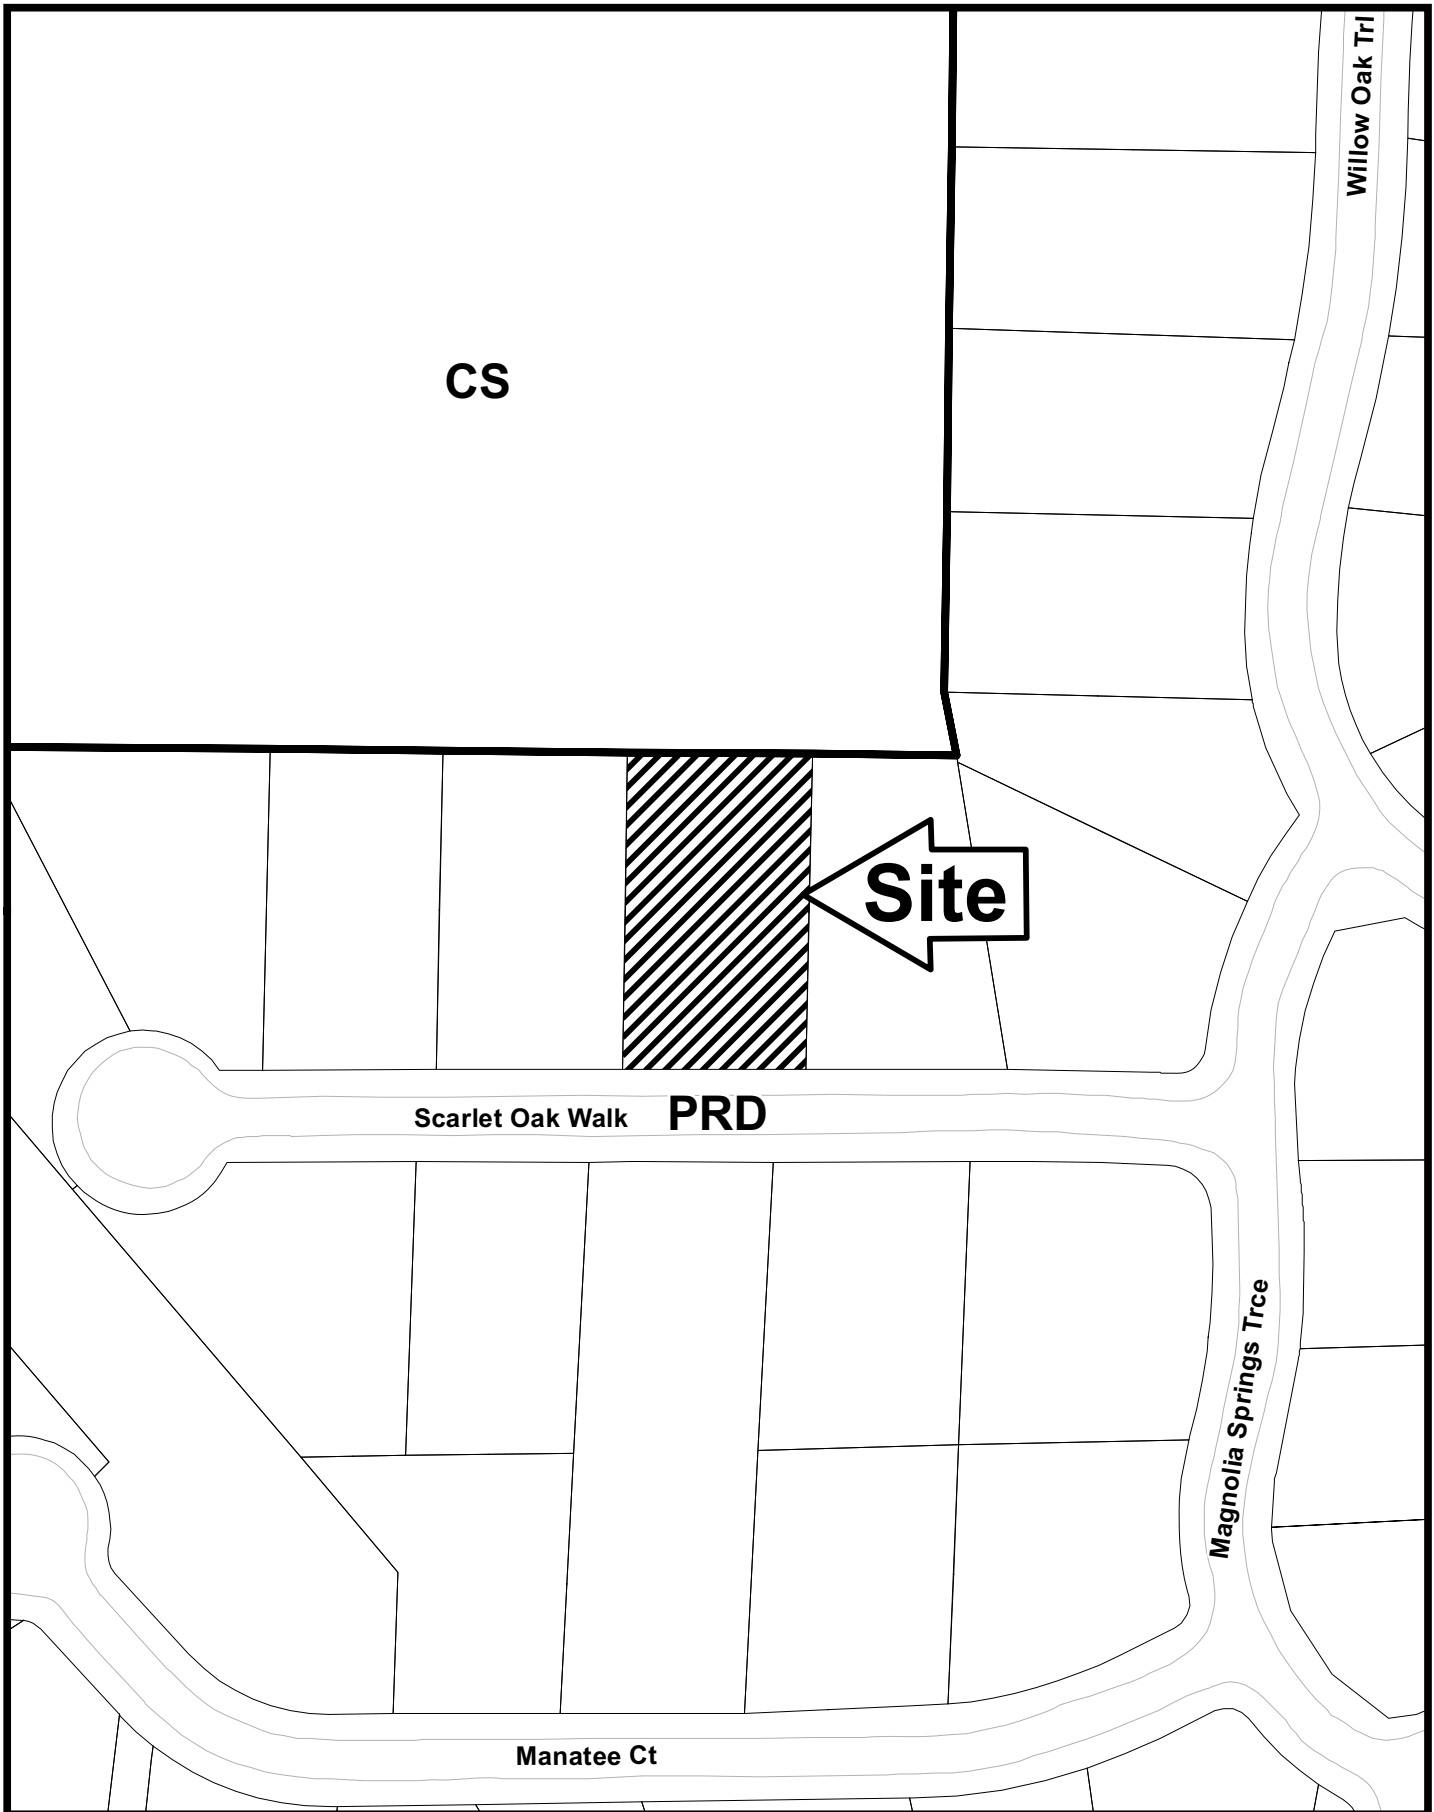 Willow Oak Trl
CS
Site
Scarlet Oak Walk
PRD
Magnolia Springs Trce
Manatee Ct